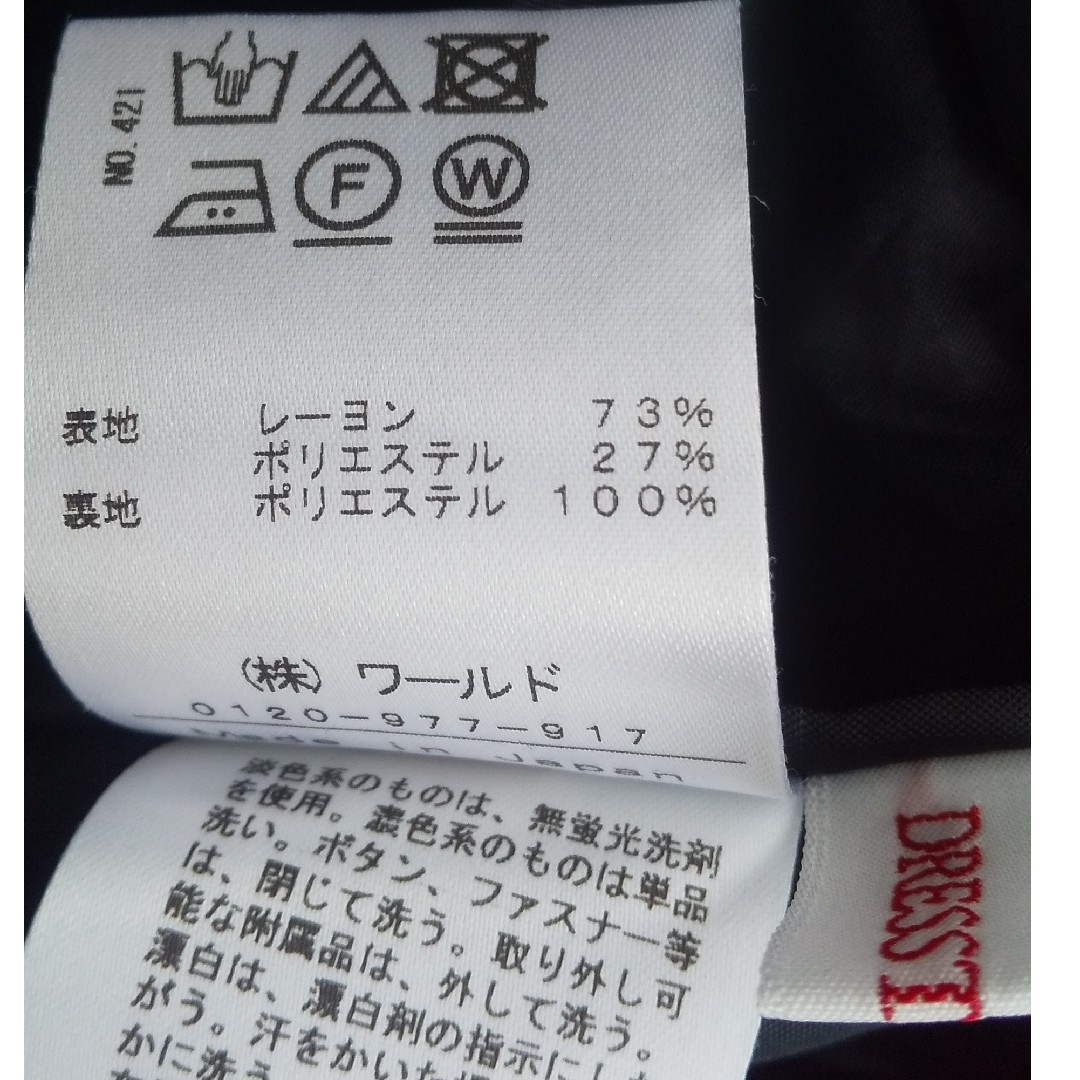 NO. 421
F
W
表地 レーヨン 73%
ポリエステル 27%
裏地 ポリエステル 100%
(株) ワールド
0120-977-917
Made in Japan
淡色系のものは、無蛍光洗剤
を使用。濃色系のものは単品
洗い。ボタン、ファスナー等
は、閉じて洗う。取り外し可
能な附属品は、外して洗う。
漂白は、漂白剤の指示にした
がう。汗をかいた
かに洗う
DRESST